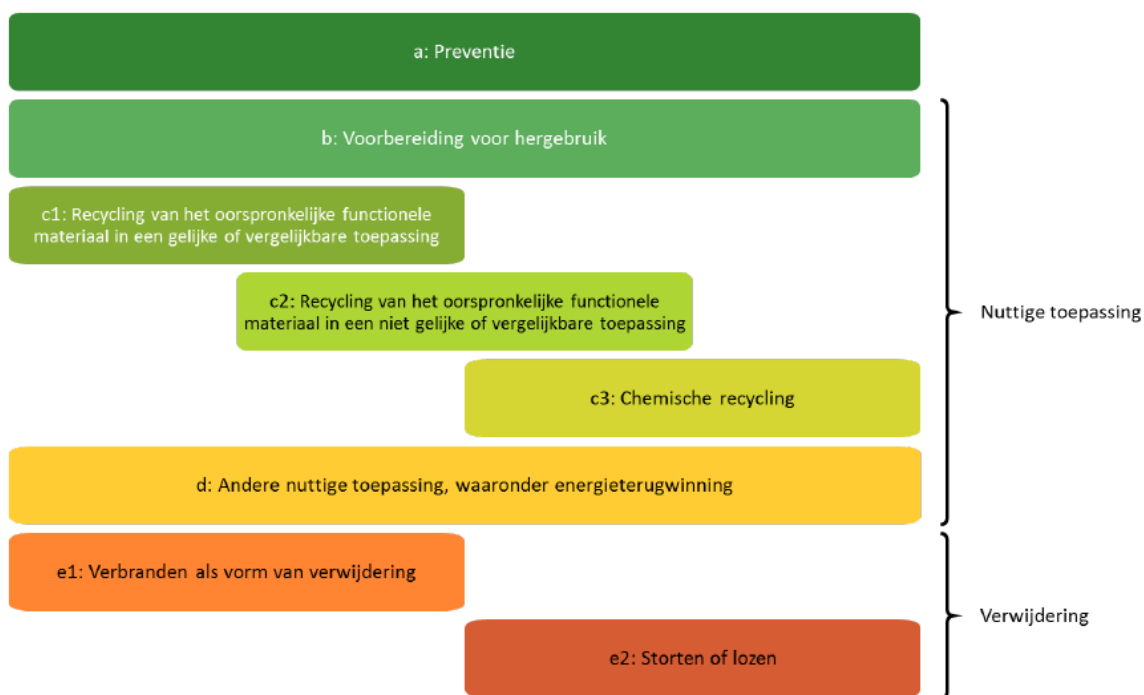 a: Preventie
b: Voorbereiding voor hergebruik
c1: Recycling van het oorspronkelijke functionele
materiaal in een gelijke of vergelijkbare toepassing
c2: Recycling van het oorspronkelijke functionele
materiaal in een niet gelijke of vergelijkbare toepassing
Nuttige toepassing
c3: Chemische recycling
d: Andere nuttige toepassing, waaronder energieterugwinning
e1: Verbranden als vorm van verwijdering
Verwijdering
e2: Storten of lozen